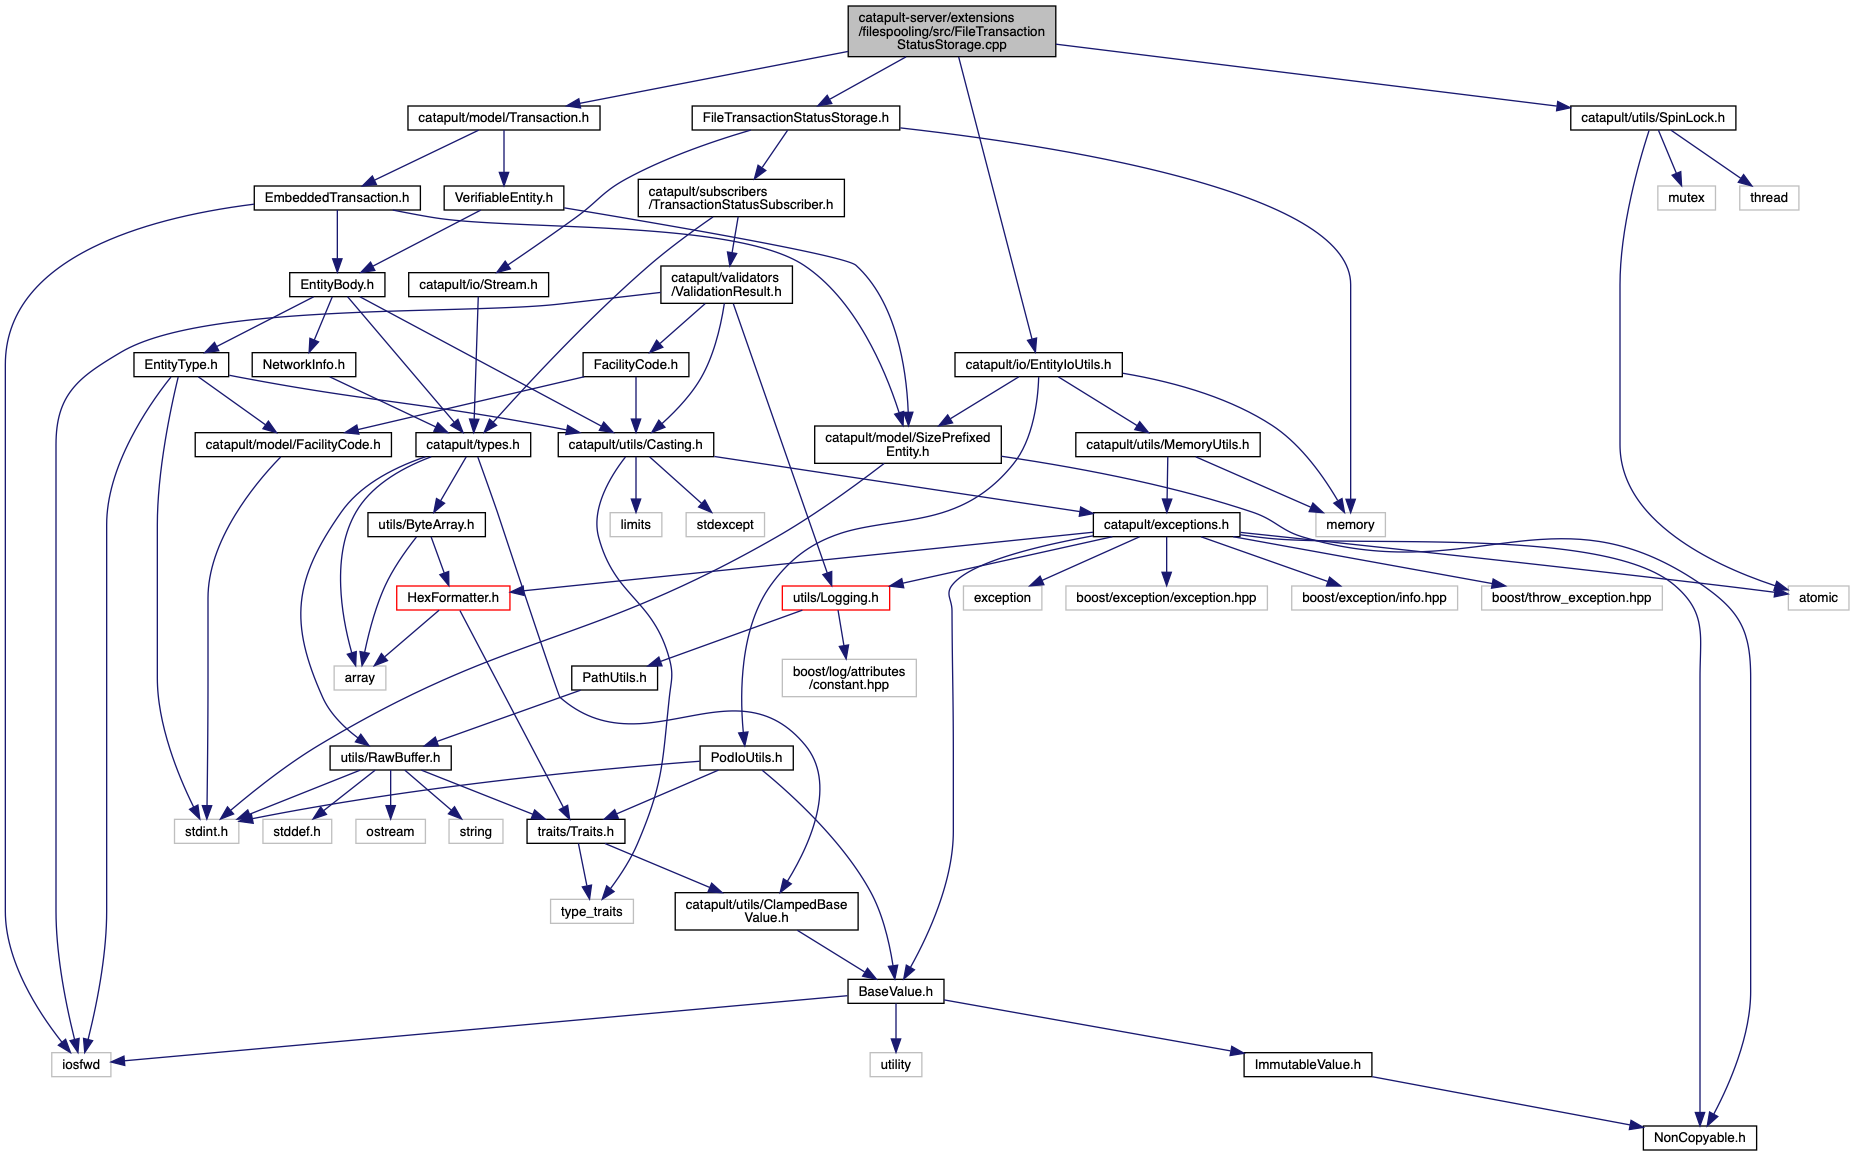 catapult-server/extensions
/filespooling/src/FileTransaction
StatusStorage.cpp
catapult/model/Transaction.h
FileTransactionStatusStorage.h
catapult/utils/SpinLock.h
EmbeddedTransaction.h
VerifiableEntity.h
catapult/subscribers
/TransactionStatusSubscriber.h
mutex
thread
EntityBody.h
catapult/io/Stream.h
catapult/validators
/ValidationResult.h
EntityType.h
NetworkInfo.h
FacilityCode.h
catapult/io/EntityIoUtils.h
catapult/model/FacilityCode.h
catapult/types.h
catapult/utils/Casting.h
catapult/model/SizePrefixed
Entity.h
catapult/utils/MemoryUtils.h
utils/ByteArray.h
limits
stdexcept
catapult/exceptions.h
memory
HexFormatter.h
utils/Logging.h
exception
boost/exception/exception.hpp
boost/exception/info.hpp
boost/throw_exception.hpp
atomic
array
PathUtils.h
boost/log/attributes
/constant.hpp
utils/RawBuffer.h
PodIoUtils.h
stdint.h
stddef.h
ostream
string
traits/Traits.h
type_traits
catapult/utils/ClampedBase
Value.h
BaseValue.h
iosfwd
utility
ImmutableValue.h
NonCopyable.h